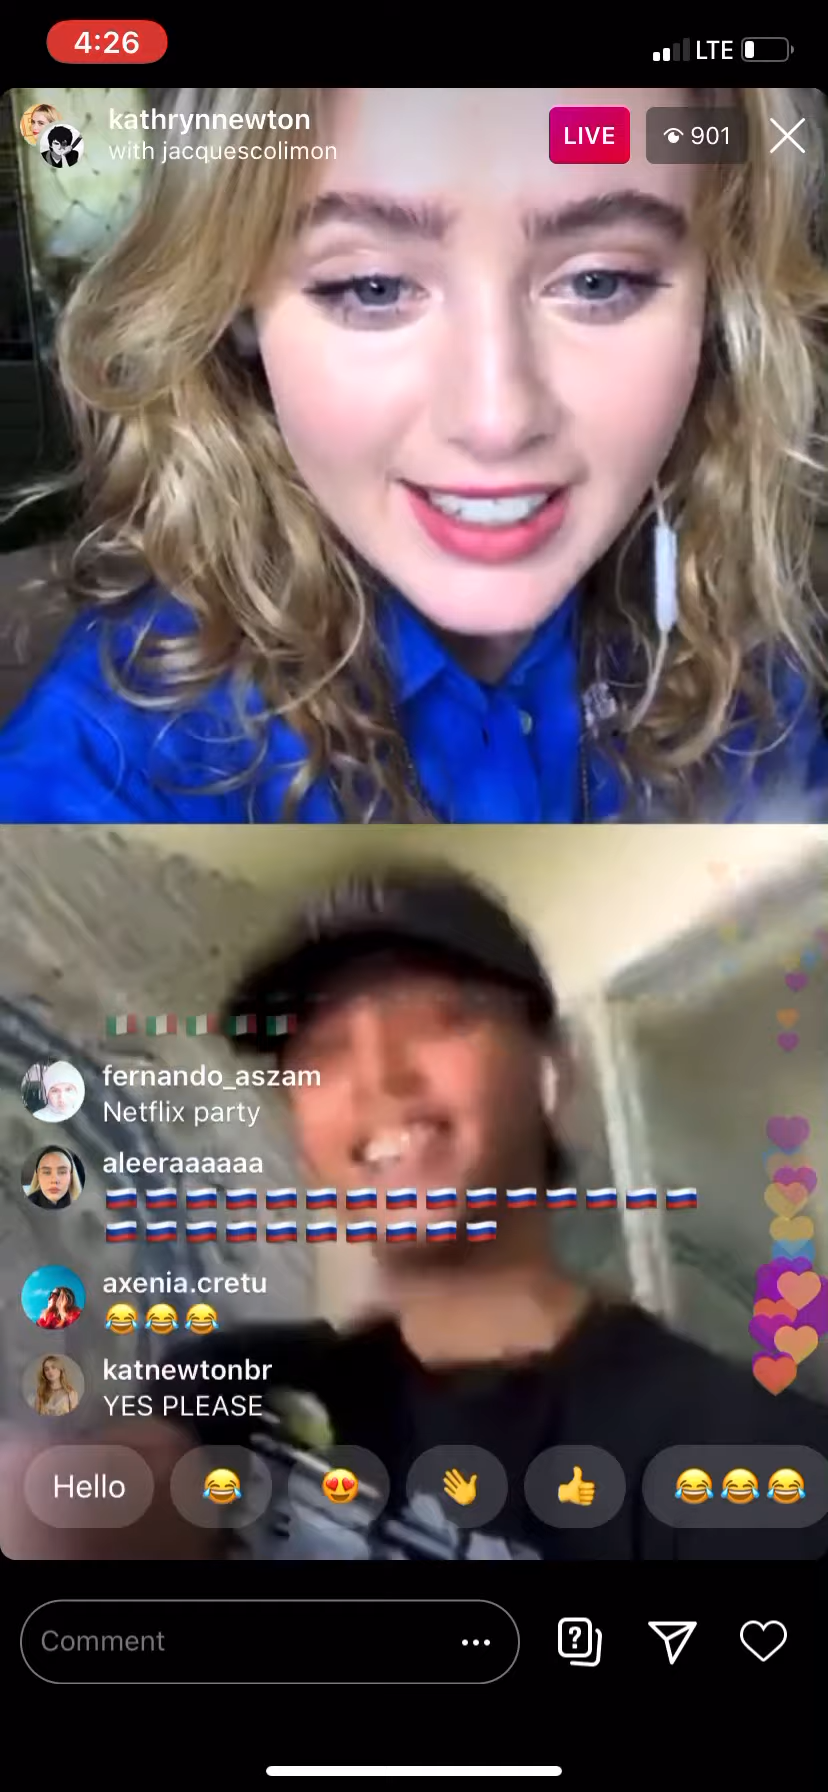 4:26
LTE
kathrynnewton
with jacquescolimon
LIVE
901
🇮🇹🇮🇹🇮🇹🇮🇹🇮🇹
fernando_aszam
Netflix party
aleeraaaaaa
🇷🇺🇷🇺🇷🇺🇷🇺🇷🇺🇷🇺🇷🇺🇷🇺🇷🇺🇷🇺🇷🇺🇷🇺🇷🇺🇷🇺🇷🇺
🇷🇺🇷🇺🇷🇺🇷🇺🇷🇺🇷🇺🇷🇺🇷🇺🇷🇺🇷🇺
axenia.cretu
😂😂😂
katnewtonbr
YES PLEASE
Hello 😂 😍 👋 👍 😂😂😂
Comment